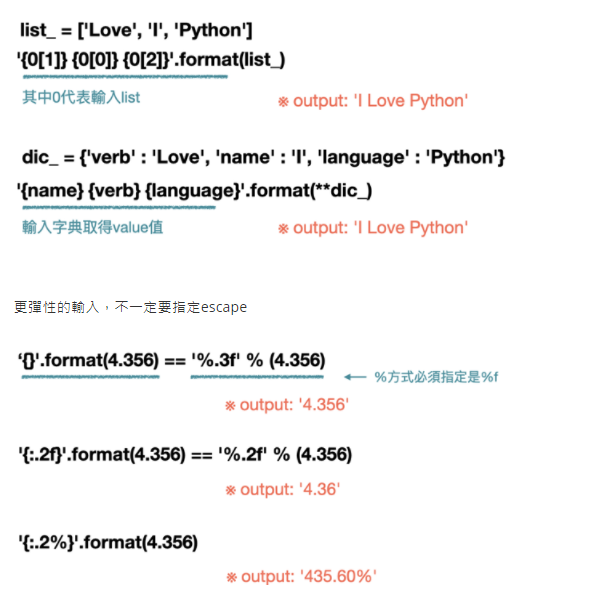 list_ = ['Love', 'I', 'Python']
'{0[1]} {0[0]} {0[2]}'.format(list_)
其中0代表輸入list
※ output: 'I Love Python'
dic_ = {'verb' : 'Love', 'name' : 'I', 'language' : 'Python'}
'{name} {verb} {language}'.format(**dic_)
輸入字典取得value值
※ output: 'I Love Python'
更彈性的輸入，不一定要指定escape
‘{}'.format(4.356) == '%.3f' % (4.356)
%方式必須指定是%f
※ output: '4.356'
'{:.2f}'.format(4.356) == '%.2f' % (4.356)
※ output: '4.36'
'{:.2%}'.format(4.356)
※ output: '435.60%'